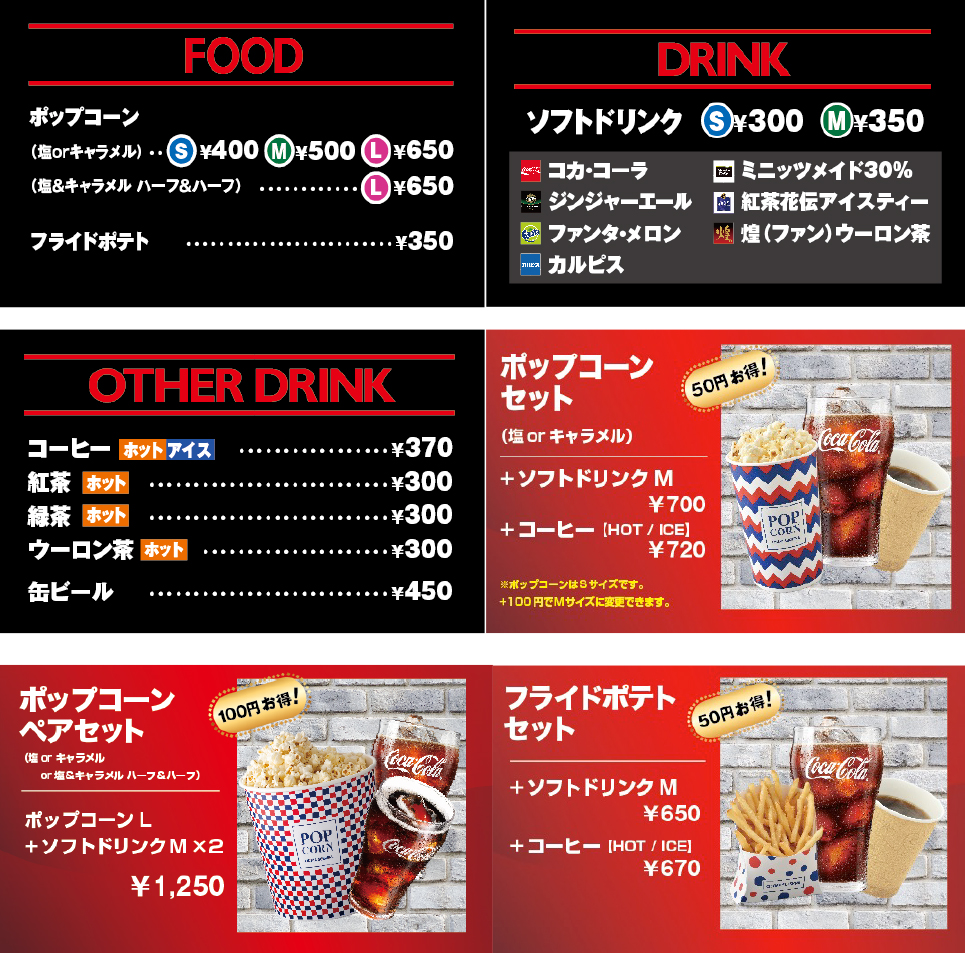 FOOD
ポップコーン
（塩orキャラメル）‥ S ¥400 M ¥500 L ¥650
（塩&キャラメル ハーフ&ハーフ） ………… L ¥650
フライドポテト ……………………… ¥350
DRINK
ソフトドリンク S ¥300 M ¥350
コカ・コーラ
ジンジャーエール
ファンタ・メロン
カルピス
ミニッツメイド30%
紅茶花伝アイスティー
煌（ファン）ウーロン茶
OTHER DRINK
コーヒー ホット アイス ……………… ¥370
紅茶 ホット ……………………… ¥300
緑茶 ホット ……………………… ¥300
ウーロン茶 ホット ………………… ¥300
缶ビール ……………………… ¥450
ポップコーン
セット
（塩 or キャラメル）
＋ソフトドリンク M
¥700
＋コーヒー［HOT / ICE］
¥720
※ポップコーンはSサイズです。
+100円でMサイズに変更できます。
50円お得！
Coca-Cola
POP
CORN
ポップコーン
ペアセット
（塩 or キャラメル
or 塩&キャラメル ハーフ&ハーフ）
ポップコーン L
＋ソフトドリンク M ×2
¥1,250
100円お得！
Coca-Cola
Coca-Cola
POP
CORN
フライドポテト
セット
＋ソフトドリンク M
¥650
＋コーヒー［HOT / ICE］
¥670
50円お得！
Coca-Cola